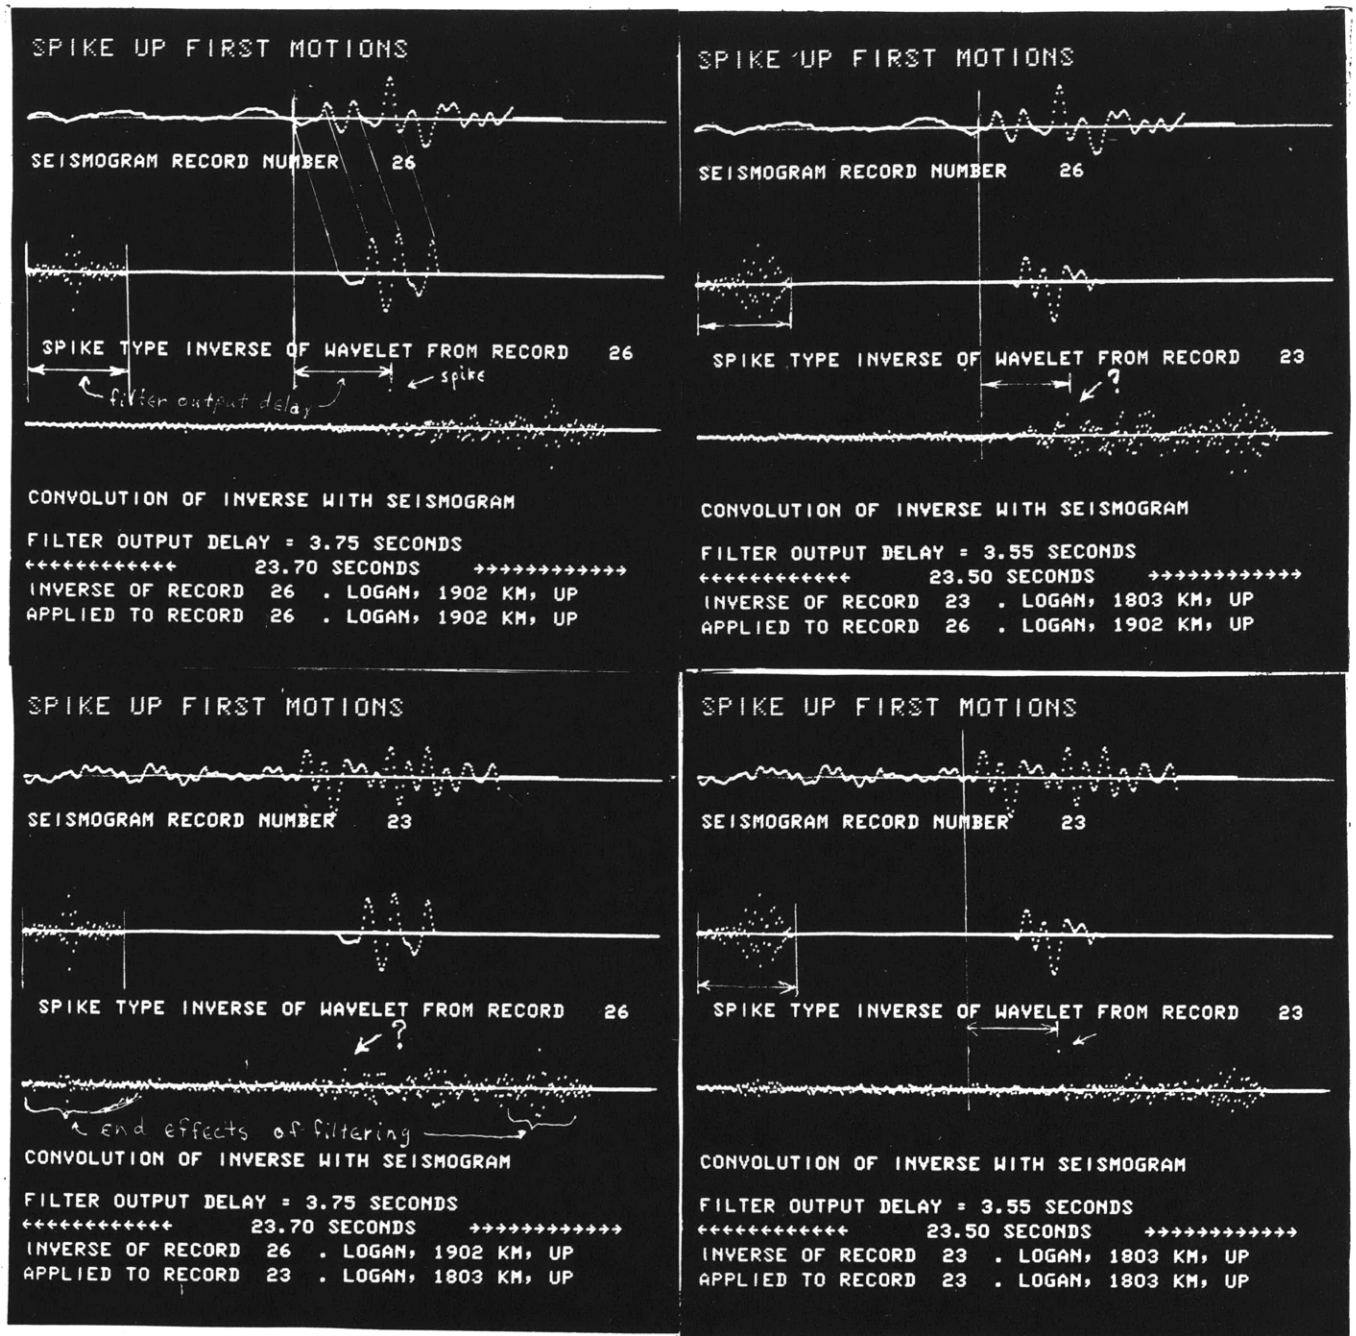 SPIKE UP FIRST MOTIONS
SEISMOGRAM RECORD NUMBER 26
SPIKE TYPE INVERSE OF WAVELET FROM RECORD 26
filter output delay
spike
CONVOLUTION OF INVERSE WITH SEISMOGRAM
FILTER OUTPUT DELAY = 3.75 SECONDS
←←←←←←←←←←←← 23.70 SECONDS →→→→→→→→→→→→
INVERSE OF RECORD 26 . LOGAN, 1902 KM, UP
APPLIED TO RECORD 26 . LOGAN, 1902 KM, UP
SPIKE UP FIRST MOTIONS
SEISMOGRAM RECORD NUMBER 26
SPIKE TYPE INVERSE OF WAVELET FROM RECORD 23
?
CONVOLUTION OF INVERSE WITH SEISMOGRAM
FILTER OUTPUT DELAY = 3.55 SECONDS
←←←←←←←←←←←← 23.50 SECONDS →→→→→→→→→→→→
INVERSE OF RECORD 23 . LOGAN, 1803 KM, UP
APPLIED TO RECORD 26 . LOGAN, 1902 KM, UP
SPIKE UP FIRST MOTIONS
SEISMOGRAM RECORD NUMBER 23
SPIKE TYPE INVERSE OF WAVELET FROM RECORD 26
?
end effects of filtering
CONVOLUTION OF INVERSE WITH SEISMOGRAM
FILTER OUTPUT DELAY = 3.75 SECONDS
←←←←←←←←←←←← 23.70 SECONDS →→→→→→→→→→→→
INVERSE OF RECORD 26 . LOGAN, 1902 KM, UP
APPLIED TO RECORD 23 . LOGAN, 1803 KM, UP
SPIKE UP FIRST MOTIONS
SEISMOGRAM RECORD NUMBER 23
SPIKE TYPE INVERSE OF WAVELET FROM RECORD 23
CONVOLUTION OF INVERSE WITH SEISMOGRAM
FILTER OUTPUT DELAY = 3.55 SECONDS
←←←←←←←←←←←← 23.50 SECONDS →→→→→→→→→→→→
INVERSE OF RECORD 23 . LOGAN, 1803 KM, UP
APPLIED TO RECORD 23 . LOGAN, 1803 KM, UP